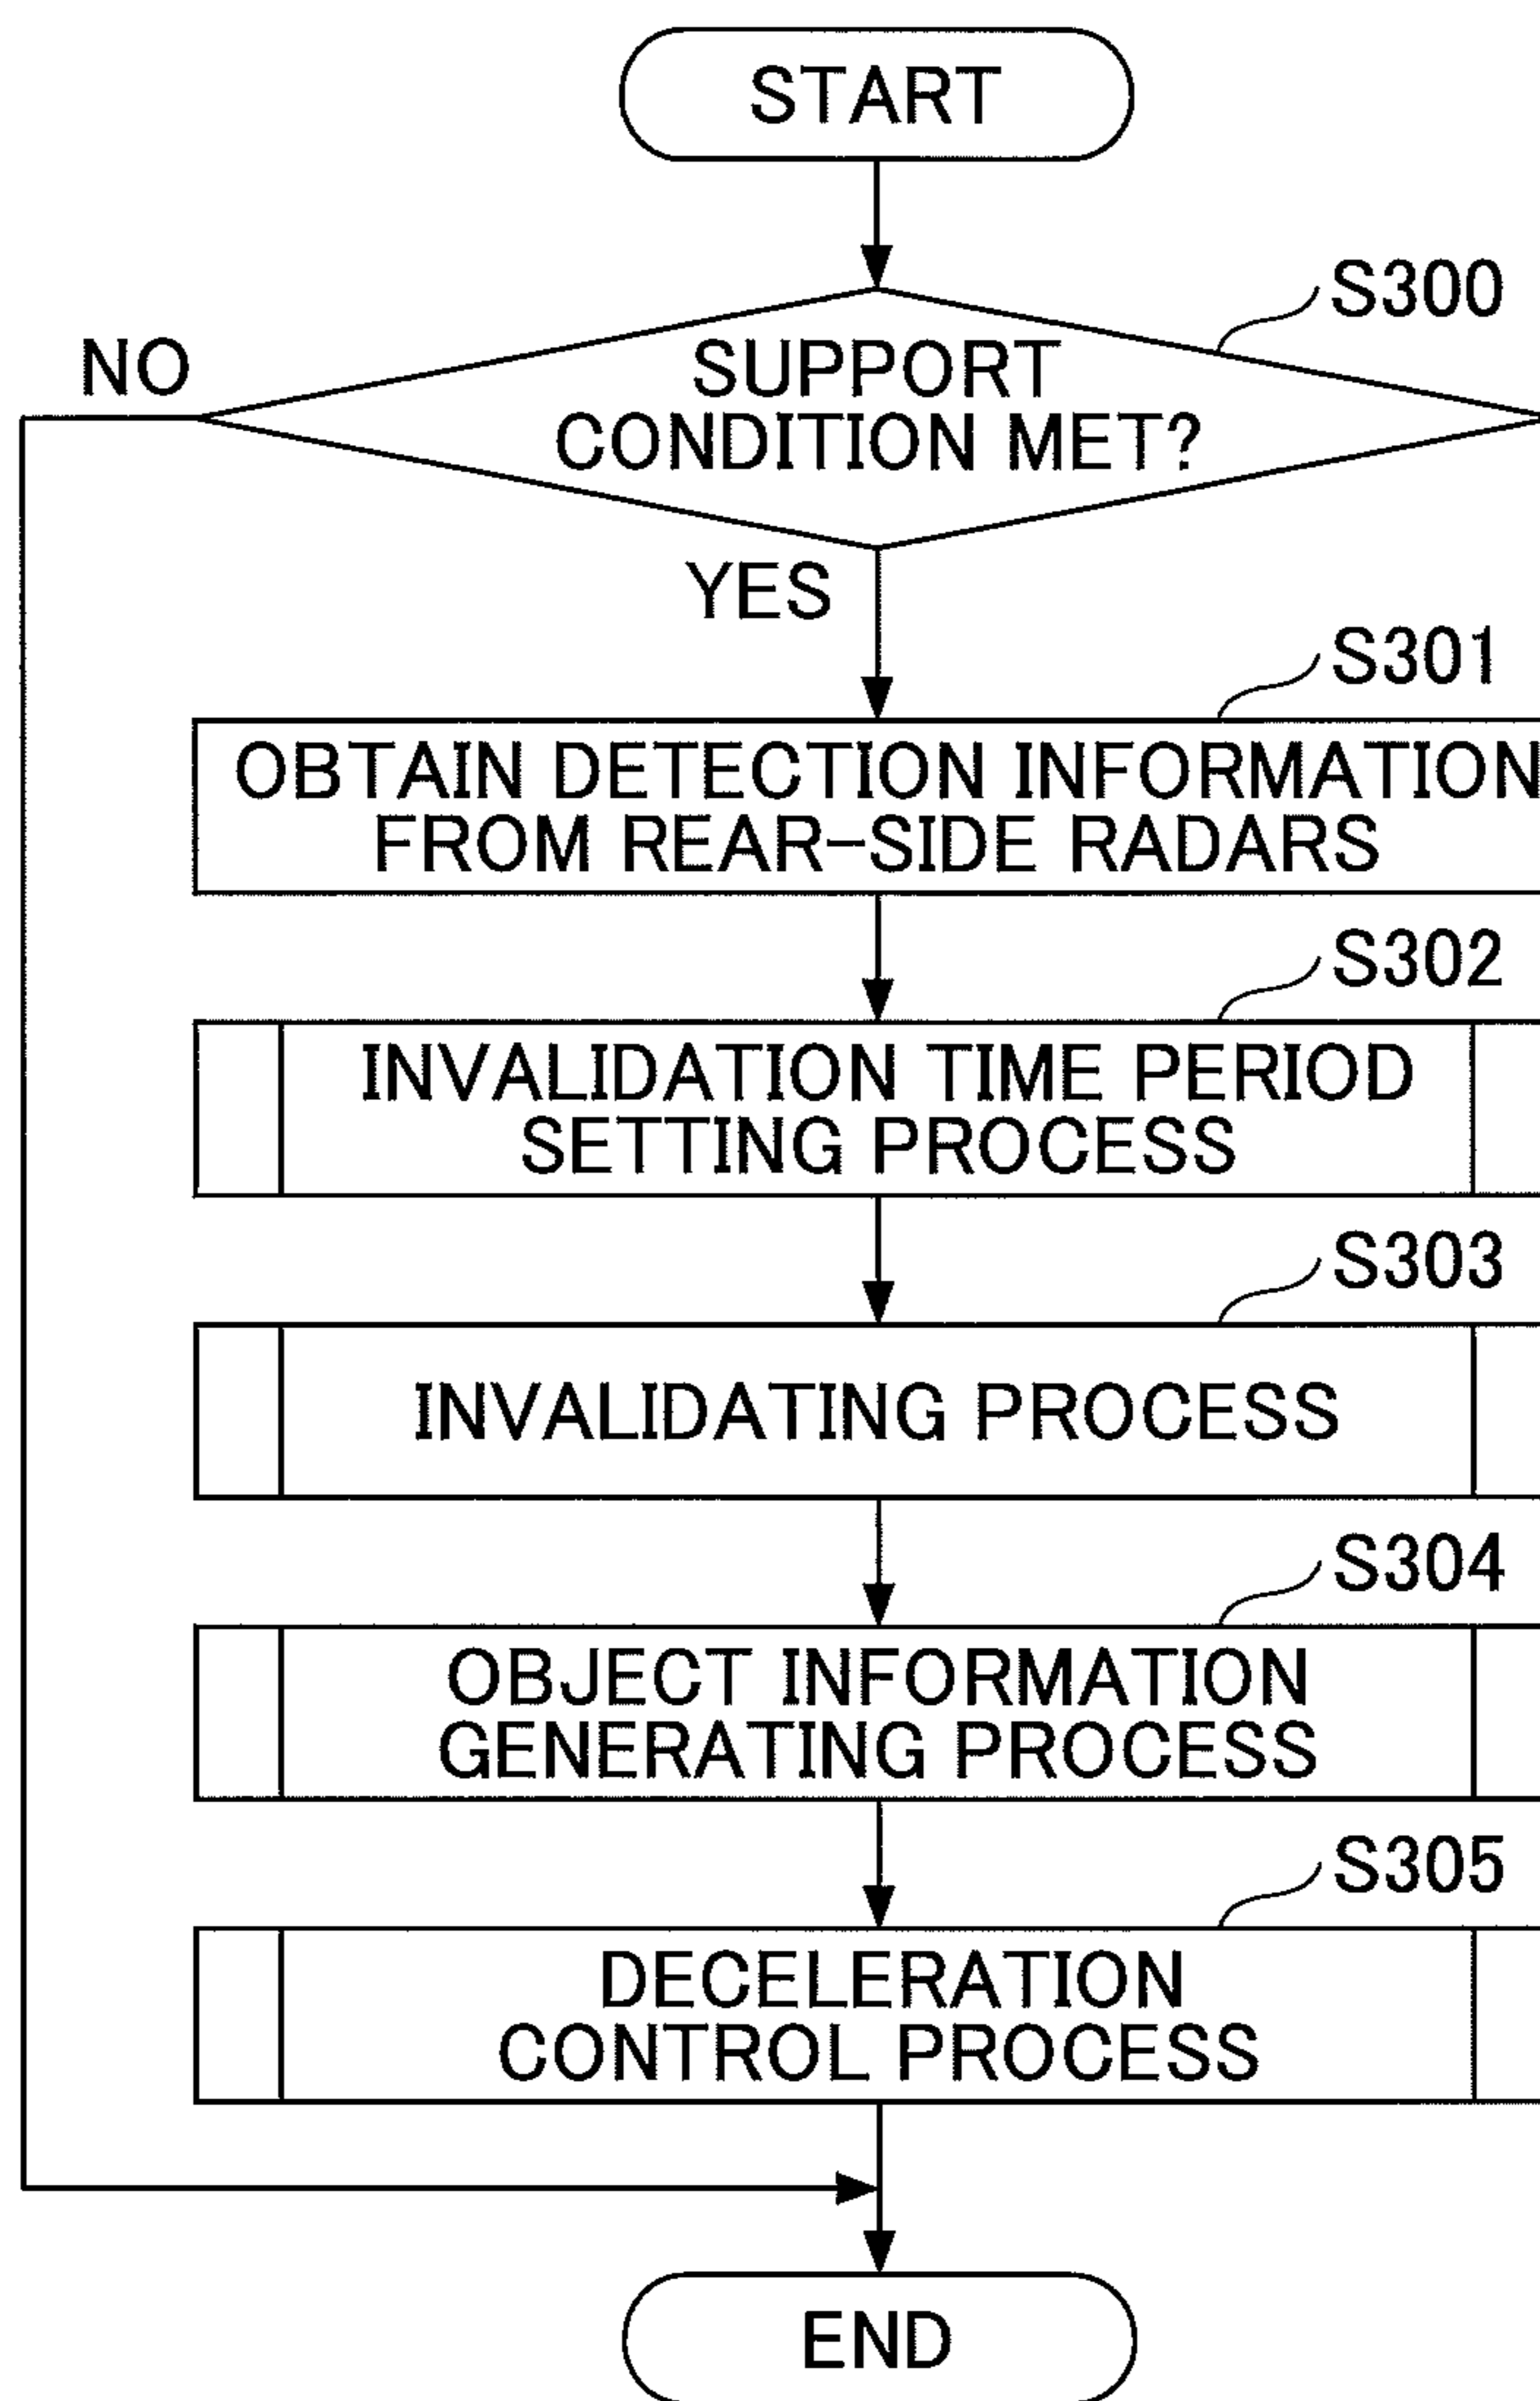 START
S300
NO
SUPPORT
CONDITION MET?
YES
S301
OBTAIN DETECTION INFORMATION
FROM REAR-SIDE RADARS
S302
INVALIDATION TIME PERIOD
SETTING PROCESS
S303
INVALIDATING PROCESS
S304
OBJECT INFORMATION
GENERATING PROCESS
S305
DECELERATION
CONTROL PROCESS
END